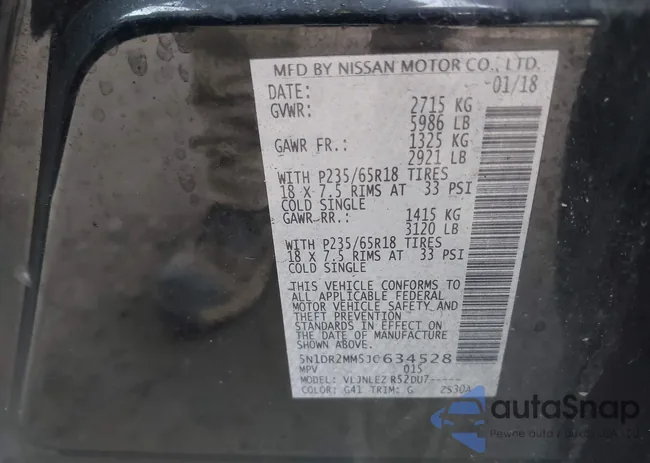 MFD BY NISSAN MOTOR CO., LTD.
DATE: 01/18
GVWR: 2715 KG
5986 LB
GAWR FR.: 1325 KG
2921 LB
WITH P235/65R18 TIRES
18 X 7.5 RIMS AT 33 PSI
COLD SINGLE
GAWR RR.: 1415 KG
3120 LB
WITH P235/65R18 TIRES
18 X 7.5 RIMS AT 33 PSI
COLD SINGLE
THIS VEHICLE CONFORMS TO
ALL APPLICABLE FEDERAL
MOTOR VEHICLE SAFETY AND
THEFT PREVENTION
STANDARDS IN EFFECT ON
THE DATE OF MANUFACTURE
SHOWN ABOVE.
5N1DR2MM5JC634528
MPV 015
MODEL: VLJNLEZ R52DU7-----
COLOR: G41 TRIM: G ZS30A
autoSnap